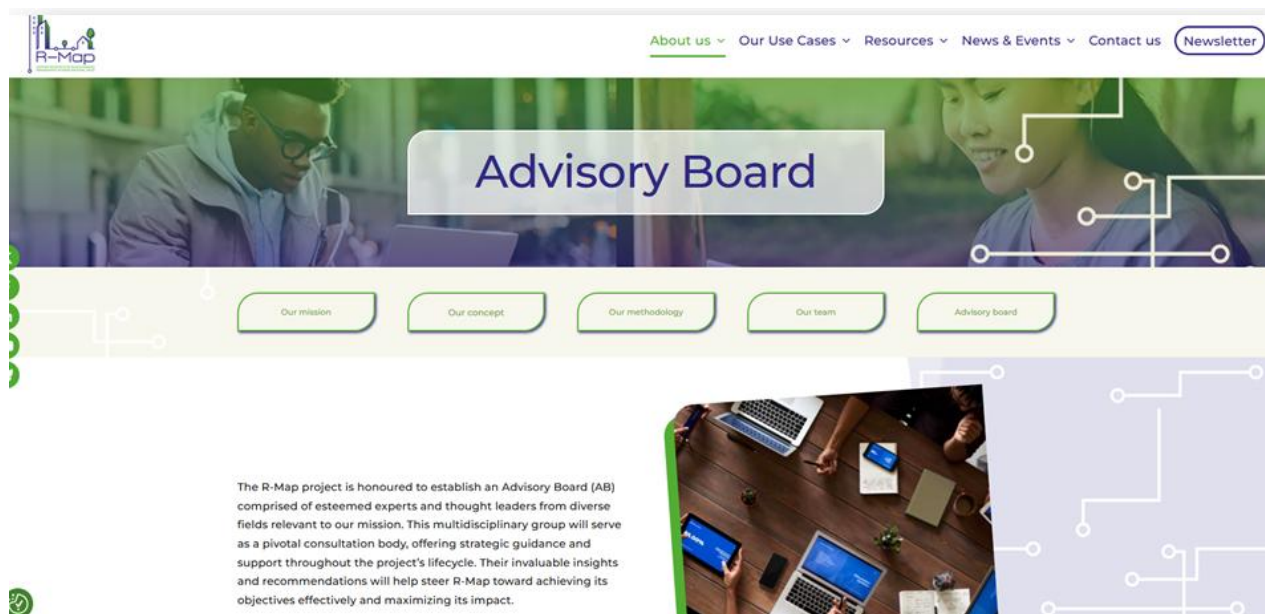 R-Map
About us
Our Use Cases
Resources
News & Events
Contact us
Newsletter
Advisory Board
Our mission
Our concept
Our methodology
Our team
Advisory board
The R-Map project is honoured to establish an Advisory Board (AB)
comprised of esteemed experts and thought leaders from diverse
fields relevant to our mission. This multidisciplinary group will serve
as a pivotal consultation body, offering strategic guidance and
support throughout the project's lifecycle. Their invaluable insights
and recommendations will help steer R-Map toward achieving its
objectives effectively and maximizing its impact.